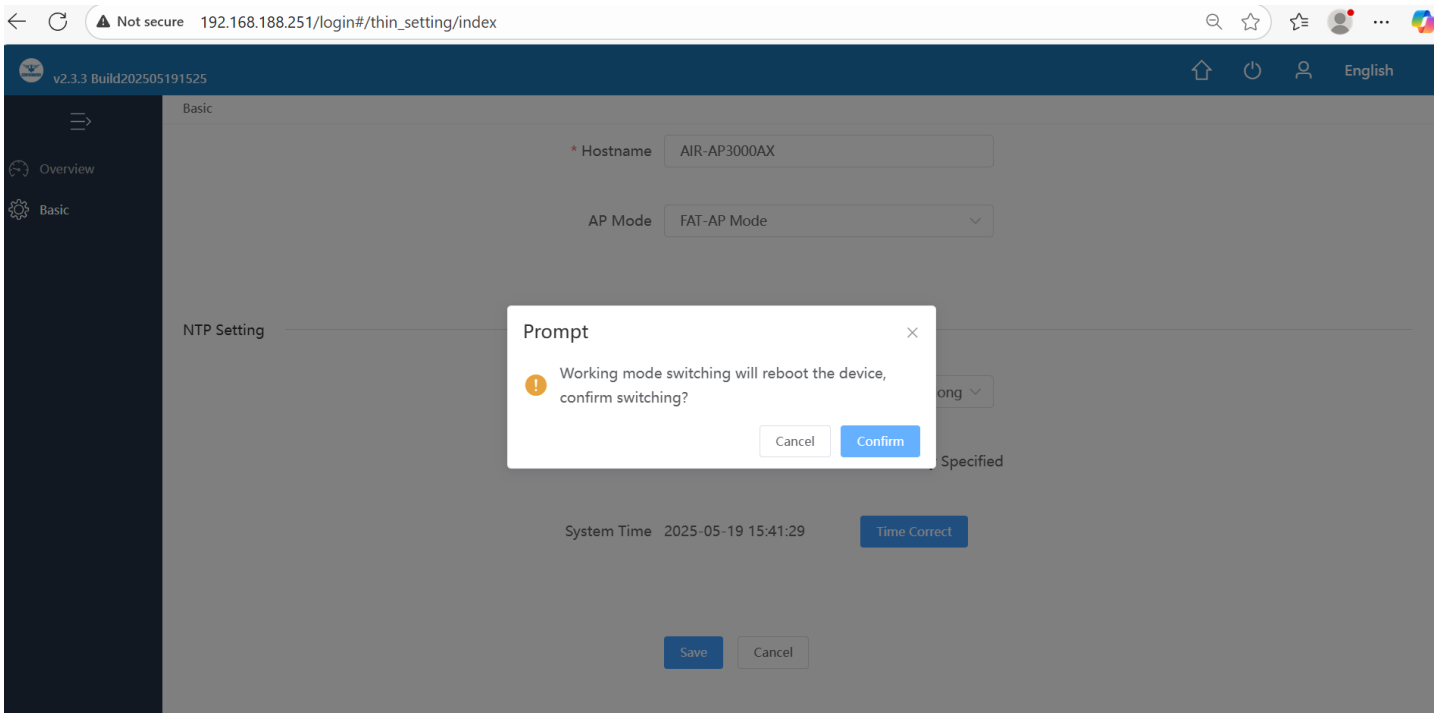 Not secure 192.168.188.251/login#/thin_setting/index
v2.3.3 Build202505191525
English
Basic
Overview
Basic
* Hostname AIR-AP3000AX
AP Mode FAT-AP Mode
NTP Setting
Prompt
Working mode switching will reboot the device,
confirm switching?
ong
Cancel Confirm
Specified
System Time 2025-05-19 15:41:29 Time Correct
Save Cancel